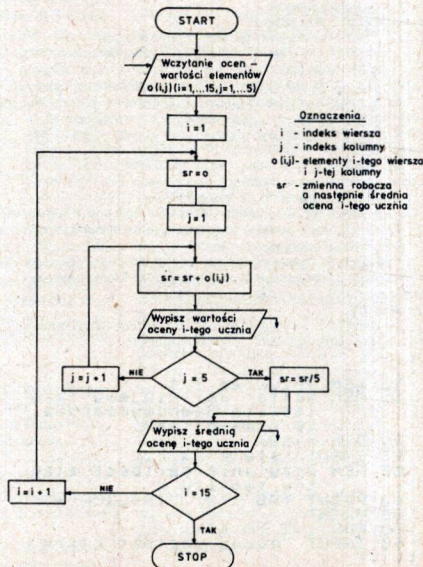 START
Wczytanie ocen –
wartości elementów
o(i,j)(i=1,...15,j=1,...5)
i=1
sr=o
j=1
sr=sr+o(i,j)
Wypisz wartości
oceny i-tego ucznia
j=5
NIE
TAK
j=j+1
sr=sr/5
Wypisz średnią
ocenę i-tego ucznia
i=15
NIE
i=i+1
TAK
STOP
Oznaczenia
i - indeks wiersza
j - indeks kolumny
o(i,j)- elementy i-tego wiersza
i j-tej kolumny
sr - zmienna robocza
a następnie średnia
ocena i-tego ucznia